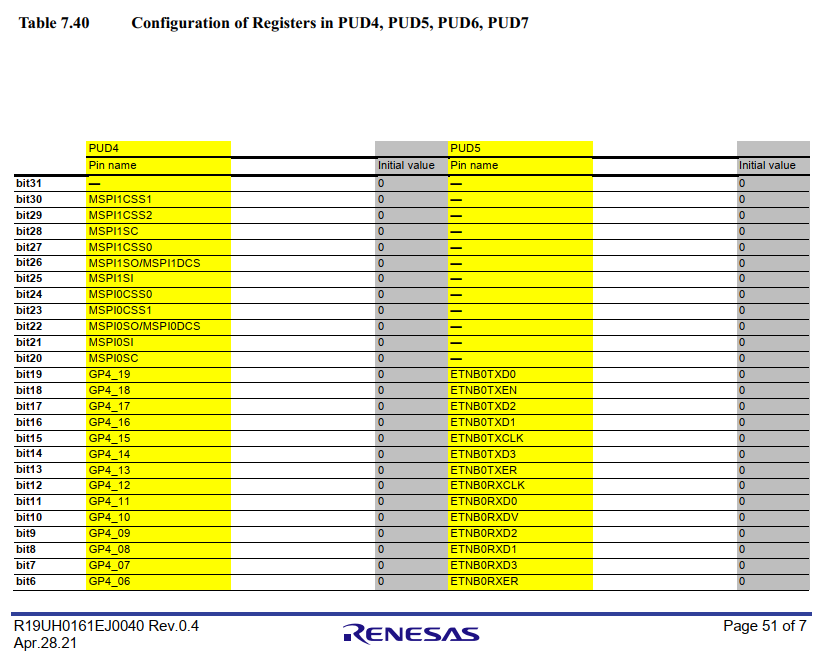 Table 7.40 Configuration of Registers in PUD4, PUD5, PUD6, PUD7
PUD4 PUD5
Pin name Initial value Pin name Initial value
bit31 — 0 — 0
bit30 MSPI1CSS1 0 — 0
bit29 MSPI1CSS2 0 — 0
bit28 MSPI1SC 0 — 0
bit27 MSPI1CSS0 0 — 0
bit26 MSPI1SO/MSPI1DCS 0 — 0
bit25 MSPI1SI 0 — 0
bit24 MSPI0CSS0 0 — 0
bit23 MSPI0CSS1 0 — 0
bit22 MSPI0SO/MSPI0DCS 0 — 0
bit21 MSPI0SI 0 — 0
bit20 MSPI0SC 0 — 0
bit19 GP4_19 0 ETNB0TXD0 0
bit18 GP4_18 0 ETNB0TXEN 0
bit17 GP4_17 0 ETNB0TXD2 0
bit16 GP4_16 0 ETNB0TXD1 0
bit15 GP4_15 0 ETNB0TXCLK 0
bit14 GP4_14 0 ETNB0TXD3 0
bit13 GP4_13 0 ETNB0TXER 0
bit12 GP4_12 0 ETNB0RXCLK 0
bit11 GP4_11 0 ETNB0RXD0 0
bit10 GP4_10 0 ETNB0RXDV 0
bit9 GP4_09 0 ETNB0RXD2 0
bit8 GP4_08 0 ETNB0RXD1 0
bit7 GP4_07 0 ETNB0RXD3 0
bit6 GP4_06 0 ETNB0RXER 0
R19UH0161EJ0040 Rev.0.4 RENESAS Page 51 of 7
Apr.28.21